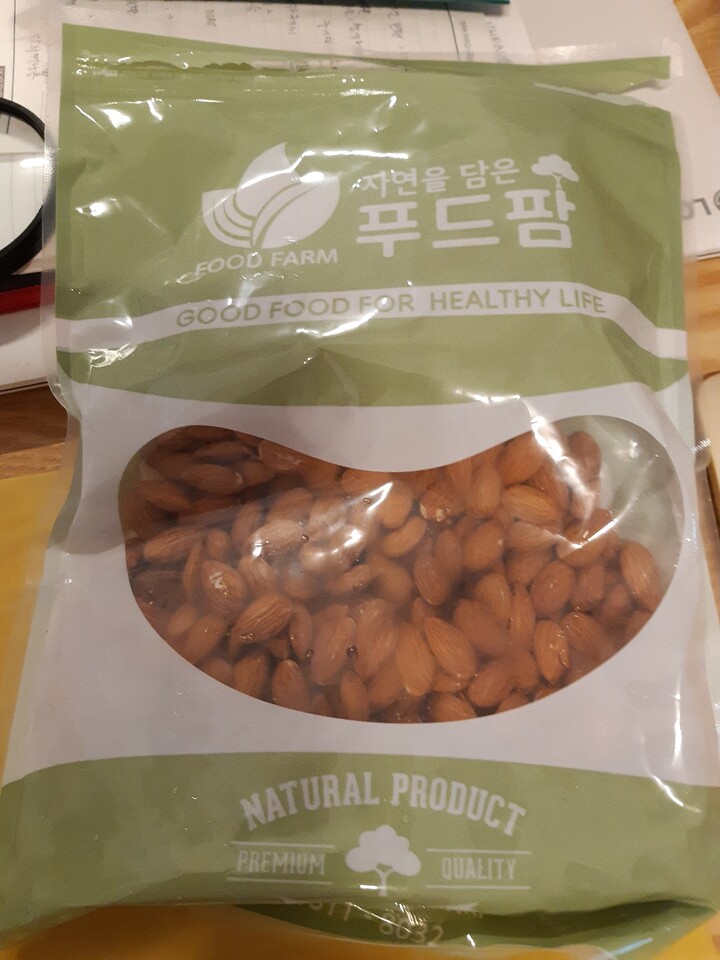 자연을 담은
푸드팜
FOOD FARM
GOOD FOOD FOR HEALTHY LIFE
NATURAL PRODUCT
PREMIUM QUALITY
8032